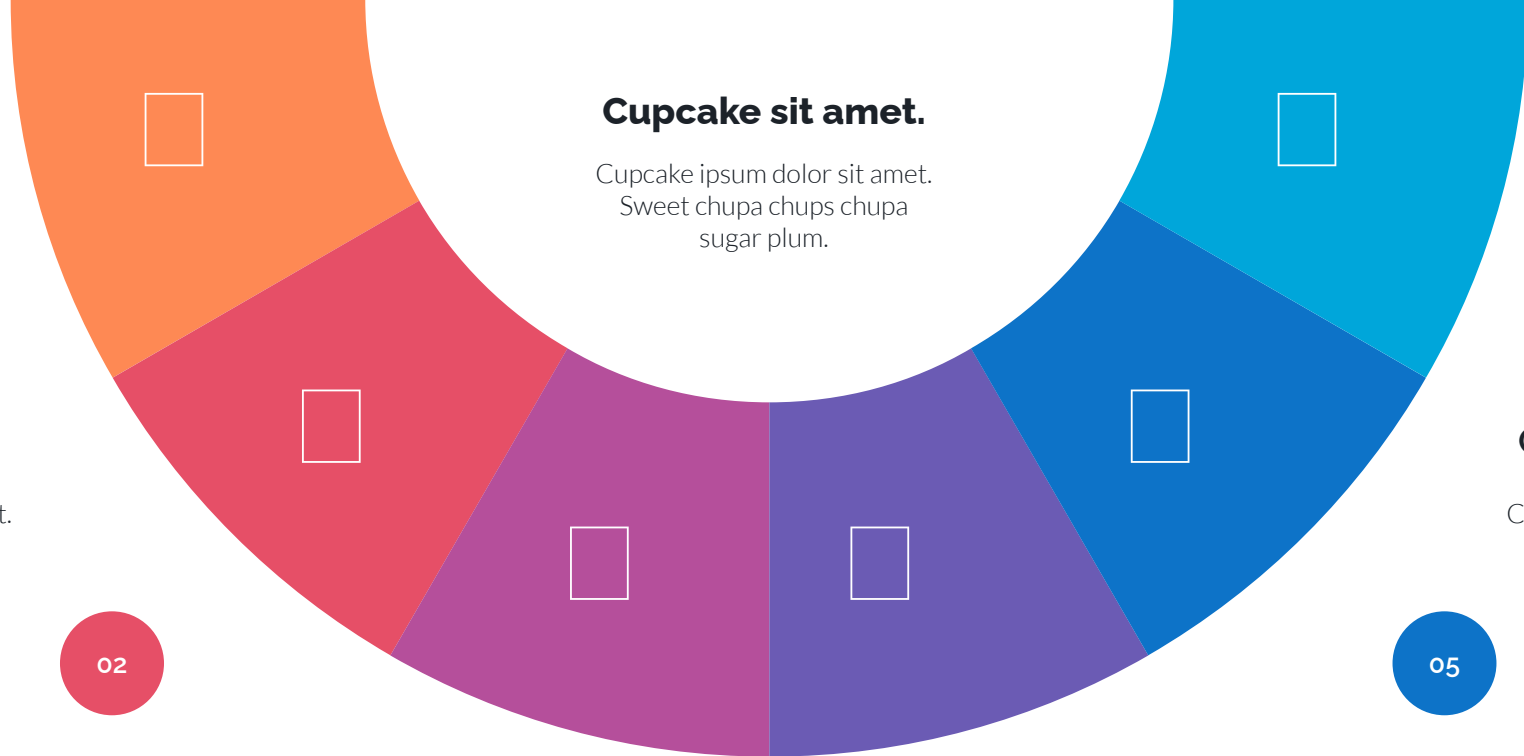 Cupcake sit amet.
Cupcake ipsum dolor sit amet.
Sweet chupa chups chupa
sugar plum.
t.
C
02
05